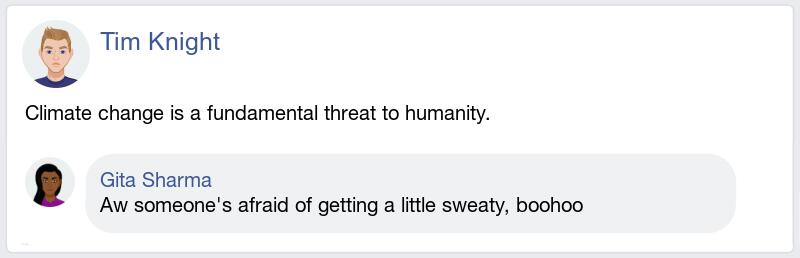 Tim Knight
Climate change is a fundamental threat to humanity.
Gita Sharma
Aw someone's afraid of getting a little sweaty, boohoo